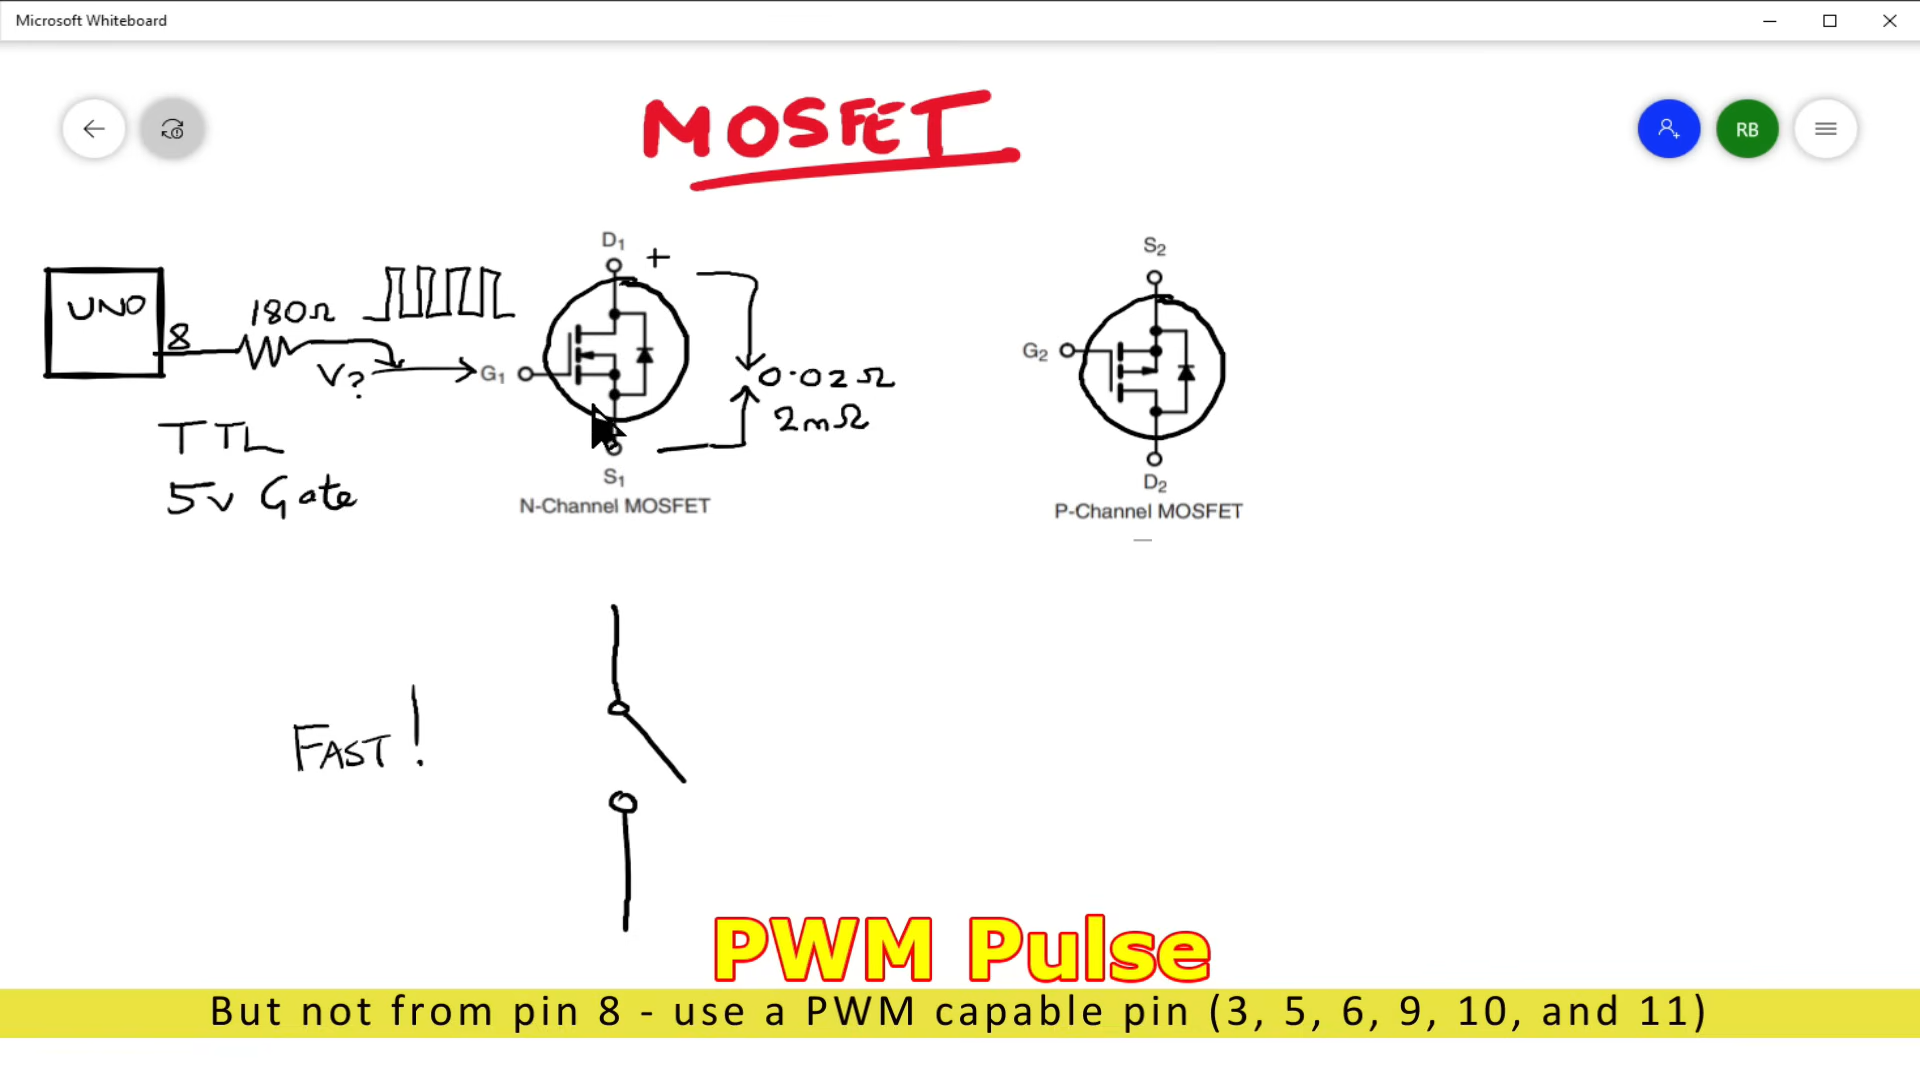 Microsoft Whiteboard
MOSFET
RB
UNO
8
180Ω
V?
TTL
5v Gate
D1
+
G1
S1
N-Channel MOSFET
0.02Ω
2mΩ
S2
G2
D2
P-Channel MOSFET
FAST!
PWM Pulse
But not from pin 8 - use a PWM capable pin (3, 5, 6, 9, 10, and 11)